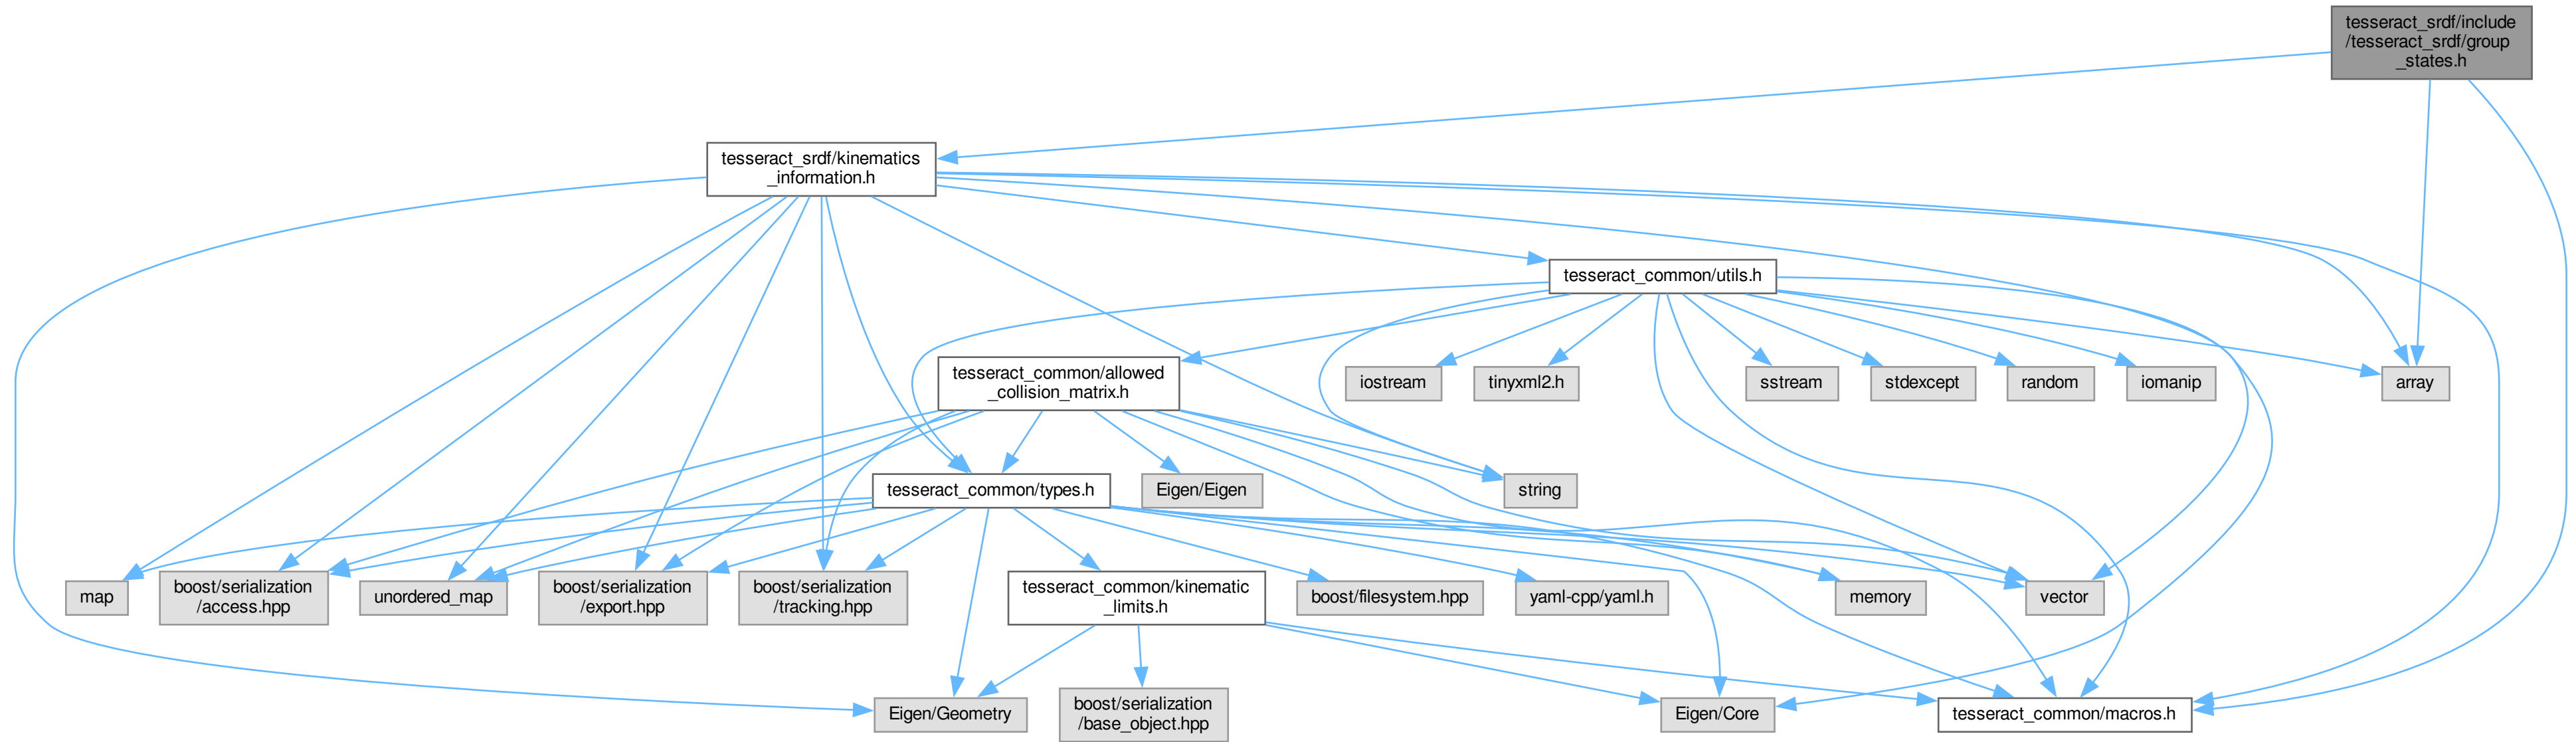 tesseract_srdf/include
/tesseract_srdf/group
_states.h
tesseract_srdf/kinematics
_information.h
tesseract_common/utils.h
tesseract_common/allowed
_collision_matrix.h
iostream
tinyxml2.h
sstream
stdexcept
random
iomanip
array
tesseract_common/types.h
Eigen/Eigen
string
map
boost/serialization
/access.hpp
unordered_map
boost/serialization
/export.hpp
boost/serialization
/tracking.hpp
tesseract_common/kinematic
_limits.h
boost/filesystem.hpp
yaml-cpp/yaml.h
memory
vector
Eigen/Geometry
boost/serialization
/base_object.hpp
Eigen/Core
tesseract_common/macros.h